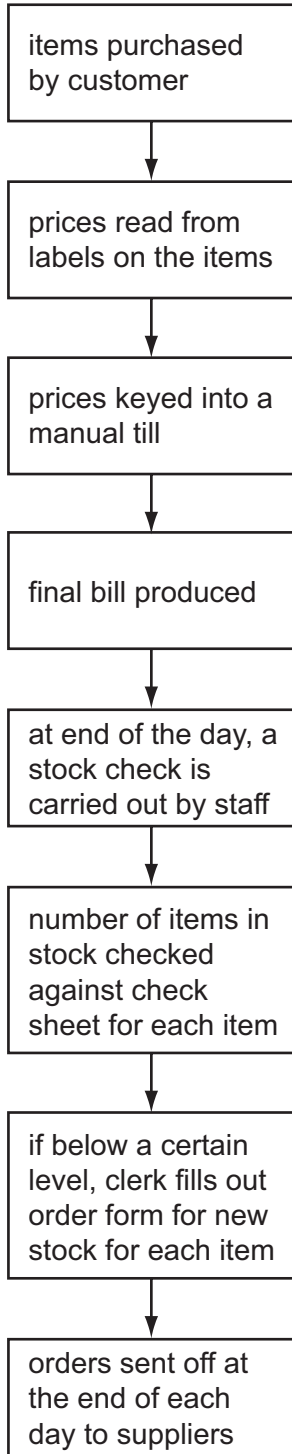 items purchased
by customer
prices read from
labels on the items
prices keyed into a
manual till
final bill produced
at end of the day, a
stock check is
carried out by staff
number of items in
stock checked
against check
sheet for each item
if below a certain
level, clerk fills out
order form for new
stock for each item
orders sent off at
the end of each
day to suppliers